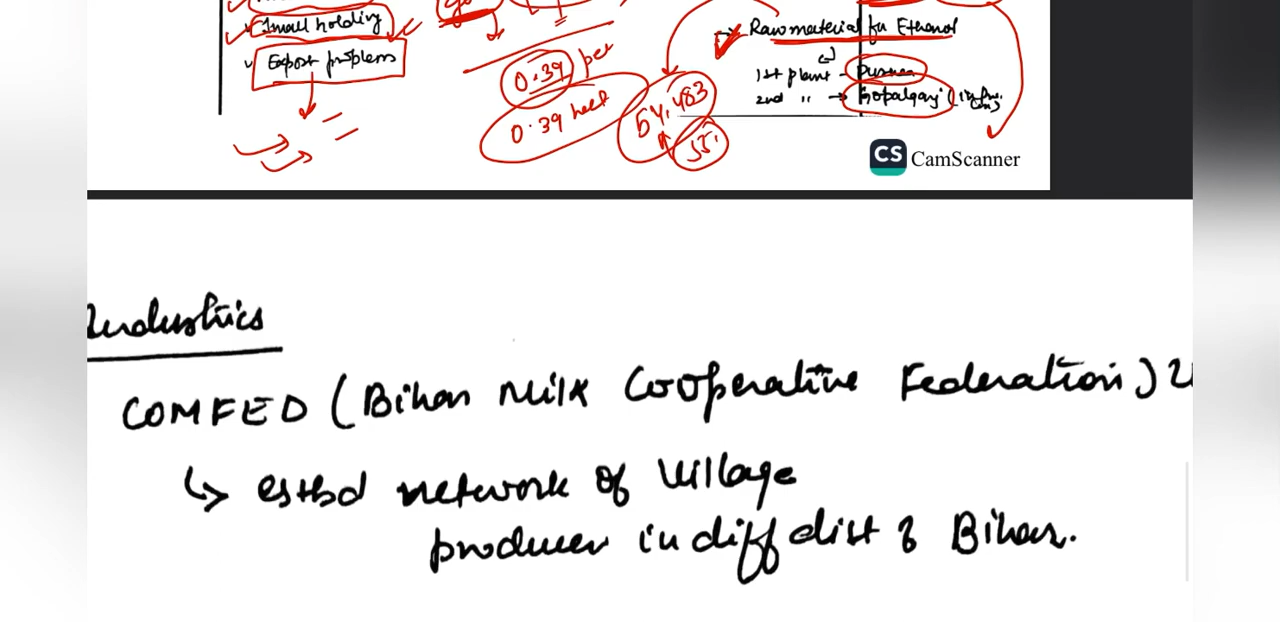 Small holding
Export problems
0.39 per
0.39 hect
54,483
55%
Raw material for Ethanol
1st plant - Purnea
2nd " → Gopalganj
CS CamScanner
Industries
COMFED (Bihar Milk Cooperative Federation)
↳ estbd network of Village
producer in diff dist of Bihar.